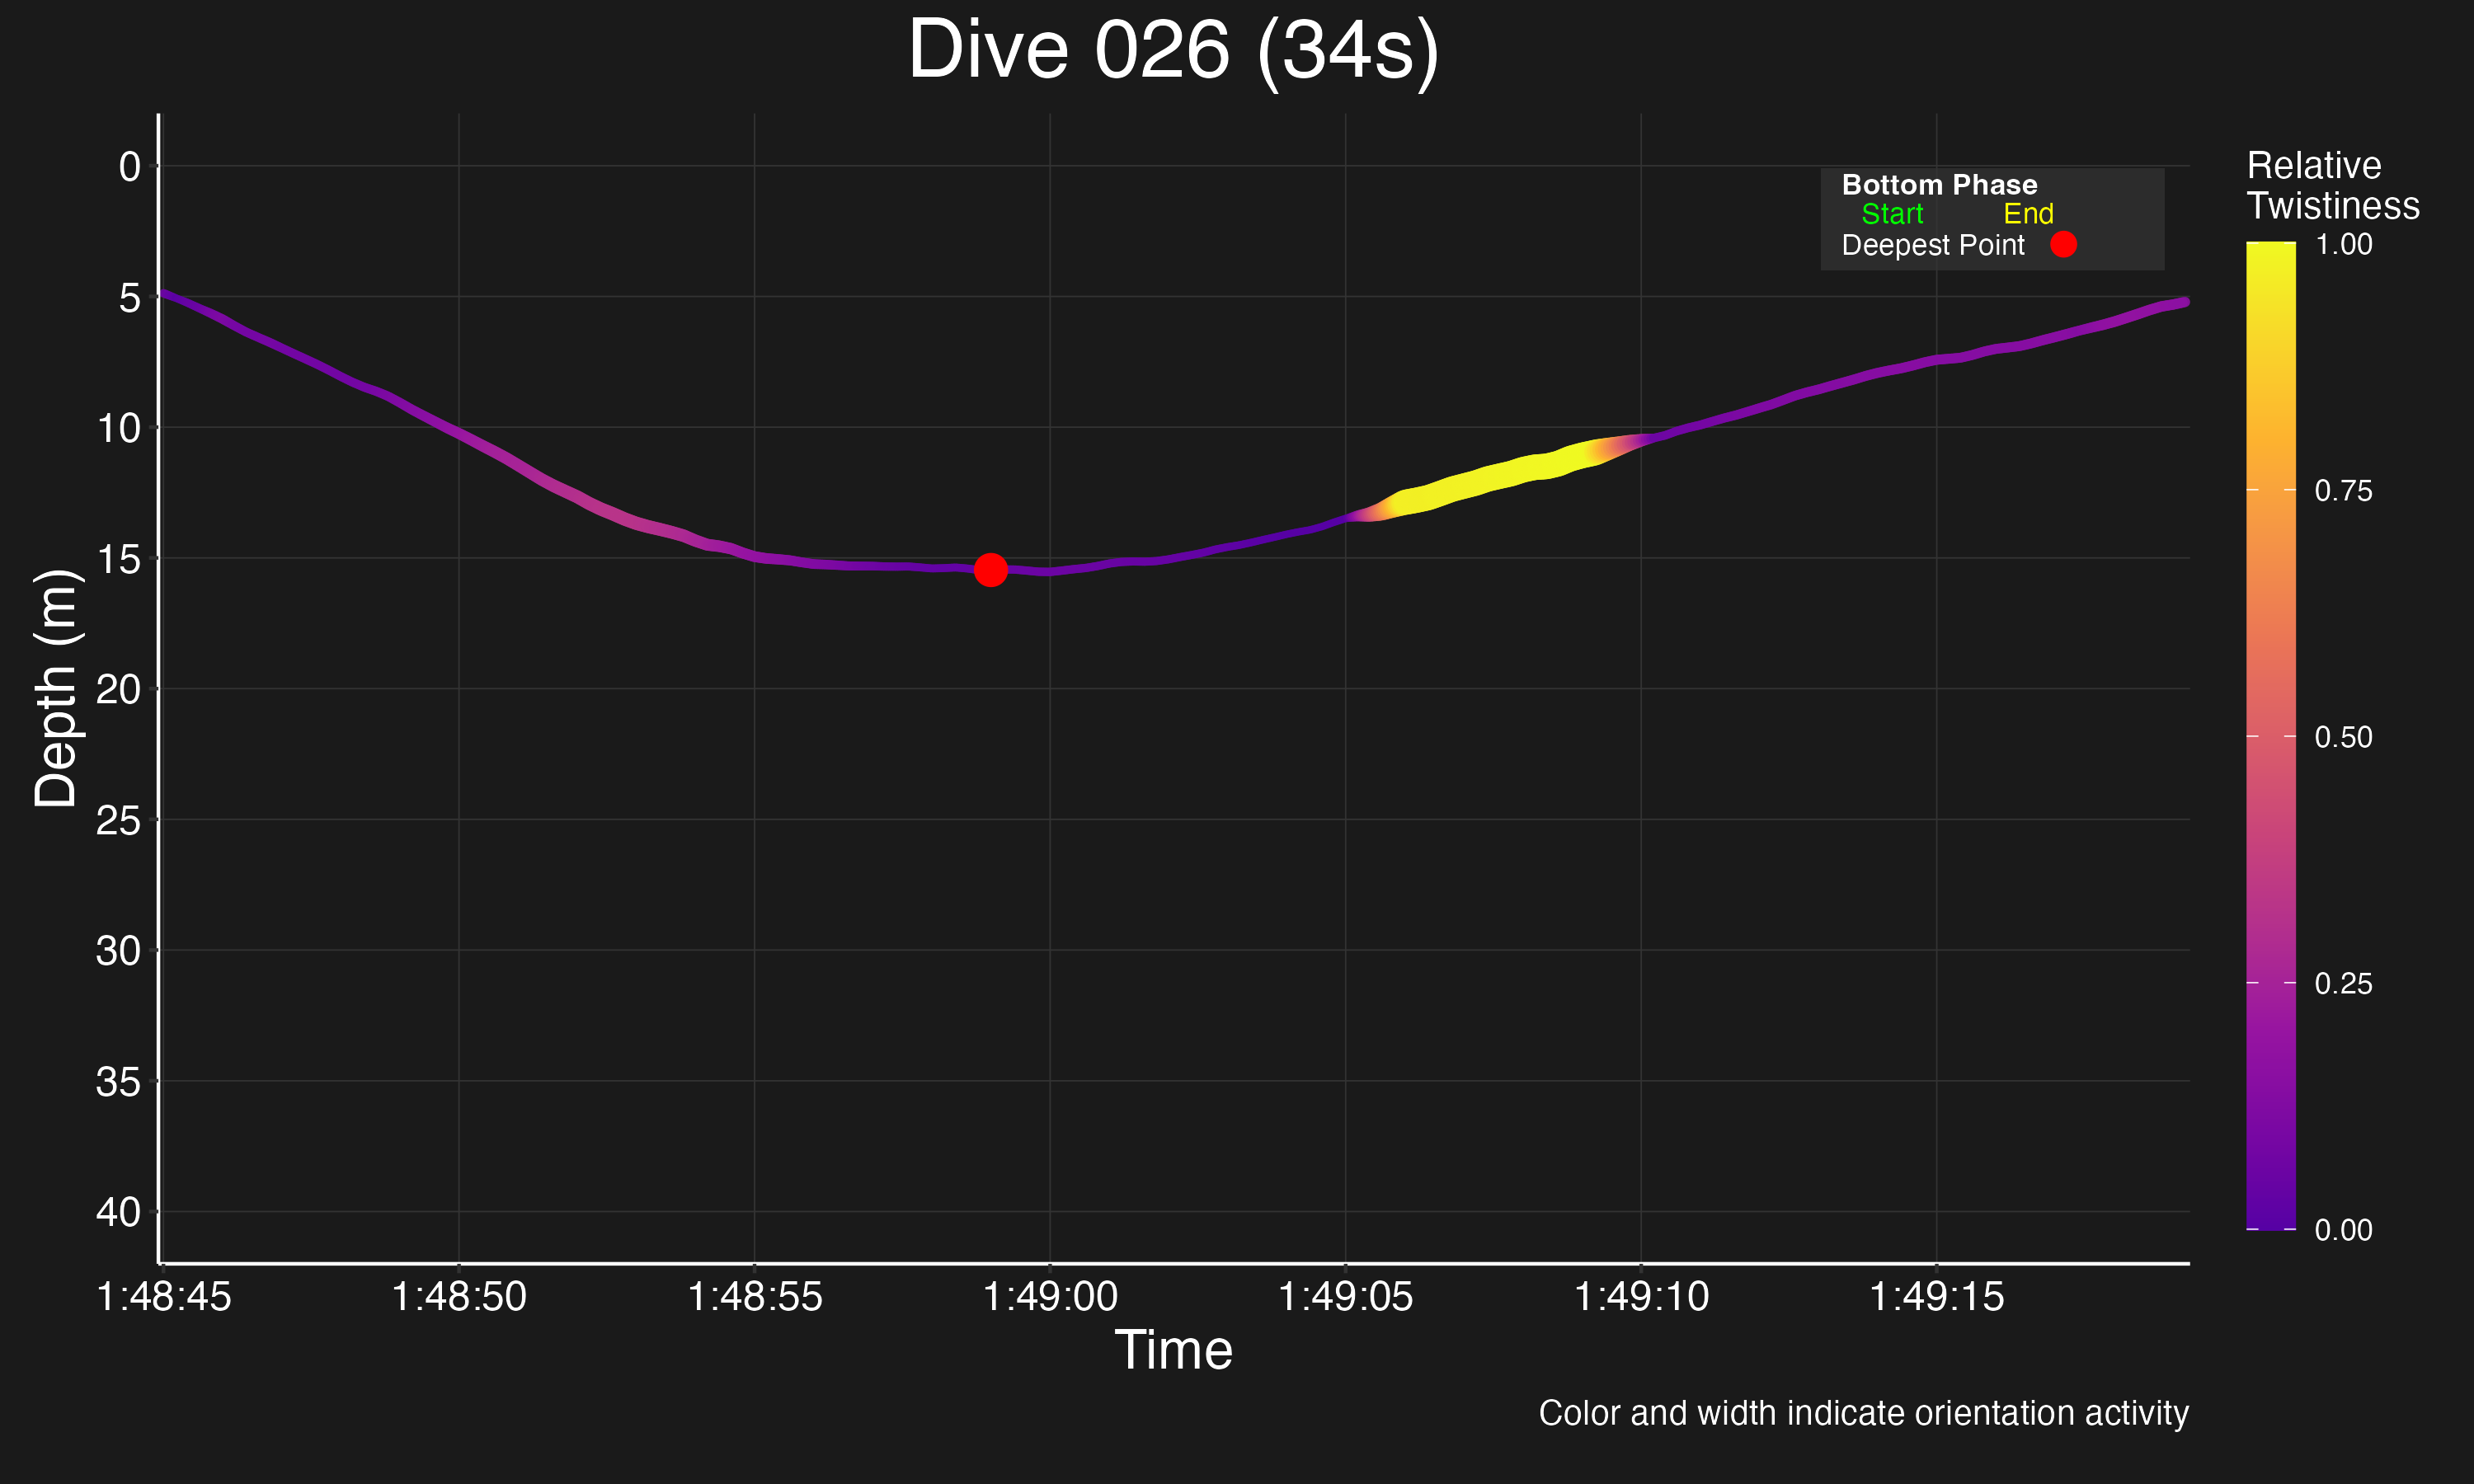 Dive 026 (34s)
Depth (m)
0
5
10
15
20
25
30
35
40
Bottom Phase
Start End
Deepest Point
Relative
Twistiness
1.00
0.75
0.50
0.25
0.00
1:48:45 1:48:50 1:48:55 1:49:00 1:49:05 1:49:10 1:49:15
Time
Color and width indicate orientation activity